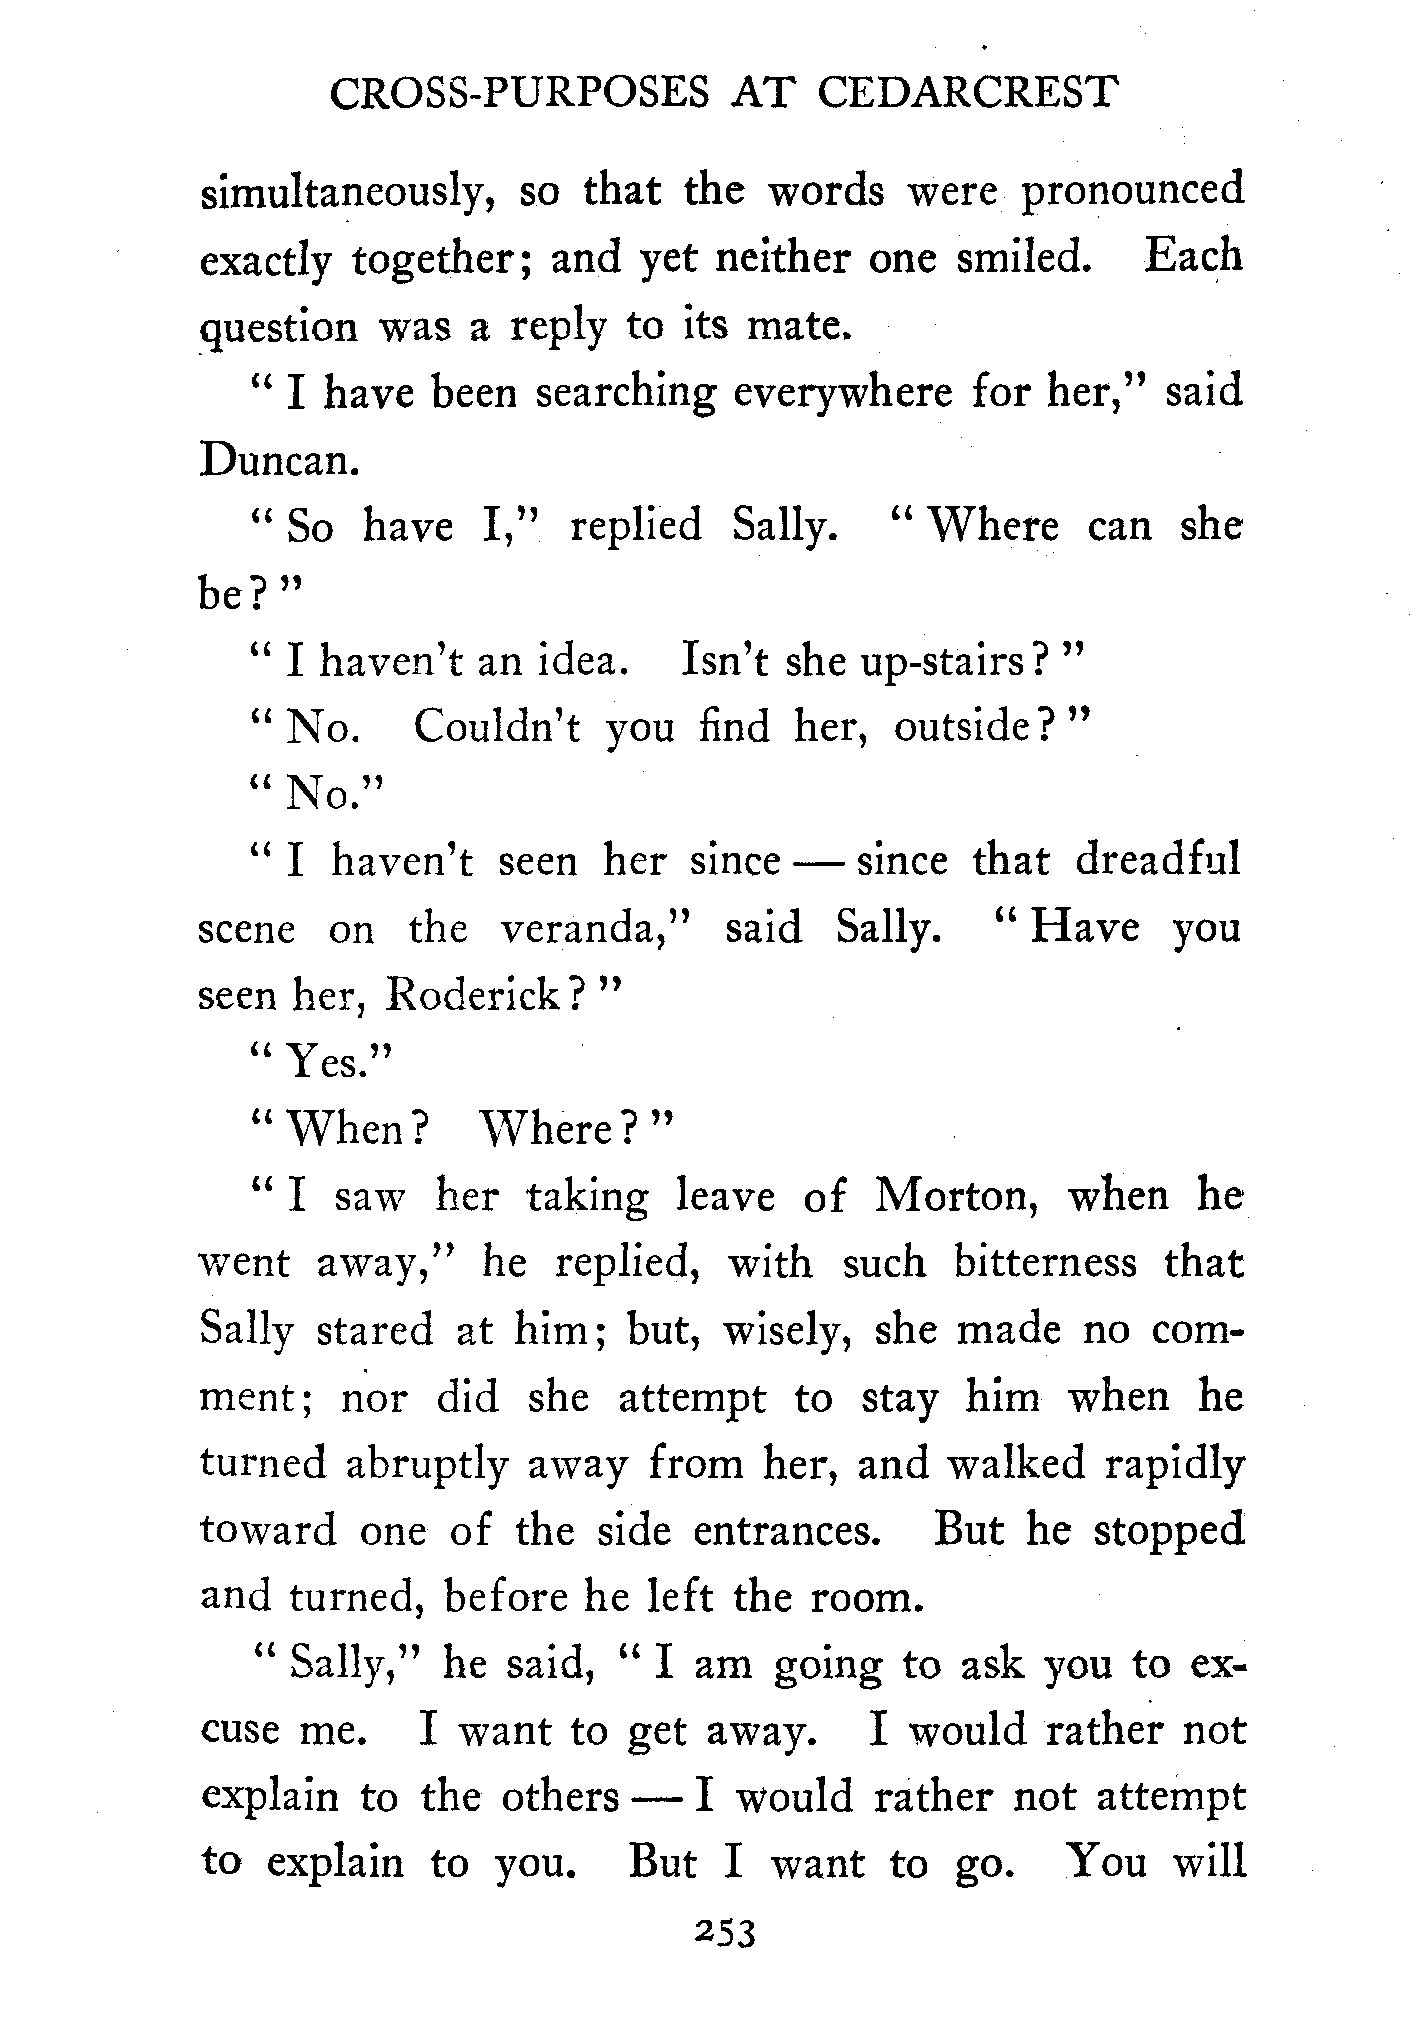 CROSS-PURPOSES AT CEDARCREST
simultaneously, so that the words were pronounced
exactly together; and yet neither one smiled. Each
question was a reply to its mate.
" I have been searching everywhere for her," said
Duncan.
" So have I," replied Sally. " Where can she
be? "
" I haven't an idea. Isn't she up-stairs? "
" No. Couldn't you find her, outside? "
" No."
" I haven't seen her since — since that dreadful
scene on the veranda," said Sally. " Have you
seen her, Roderick? "
" Yes."
" When? Where? "
" I saw her taking leave of Morton, when he
went away," he replied, with such bitterness that
Sally stared at him; but, wisely, she made no com-
ment; nor did she attempt to stay him when he
turned abruptly away from her, and walked rapidly
toward one of the side entrances. But he stopped
and turned, before he left the room.
" Sally," he said, " I am going to ask you to ex-
cuse me. I want to get away. I would rather not
explain to the others — I would rather not attempt
to explain to you. But I want to go. You will
253